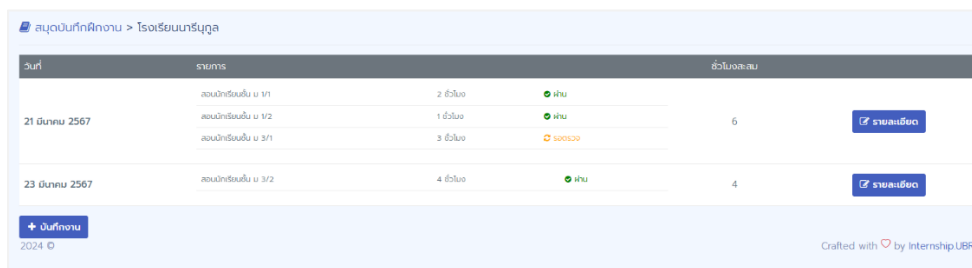 สมุดบันทึกฝึกงาน > โรงเรียนนารีนุกูล
วันที่ รายการ ชั่วโมงสะสม
สอนนักเรียนชั้น ม 1/1 2 ชั่วโมง ผ่าน
21 มีนาคม 2567 สอนนักเรียนชั้น ม 1/2 1 ชั่วโมง ผ่าน 6 รายละเอียด
สอนนักเรียนชั้น ม 3/1 3 ชั่วโมง รอตรวจ
23 มีนาคม 2567 สอนนักเรียนชั้น ม 3/2 4 ชั่วโมง ผ่าน 4 รายละเอียด
+ บันทึกงาน
2024 © Crafted with by Internship.UBR